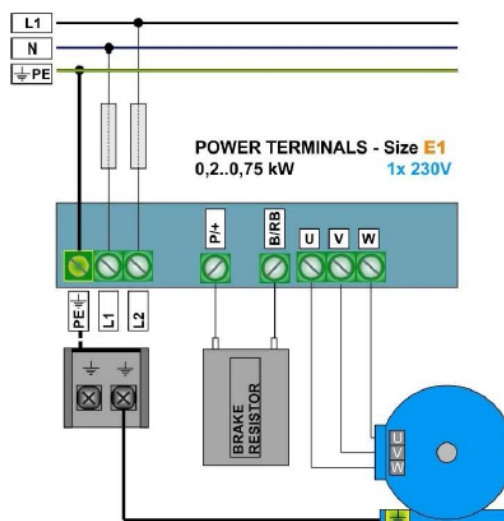 L1
N
PE
POWER TERMINALS - Size E1
0,2..0,75 kW 1x 230V
P/+
B/RB
U
V
W
PE
L1
L2
BRAKE
RESISTOR
U
V
W